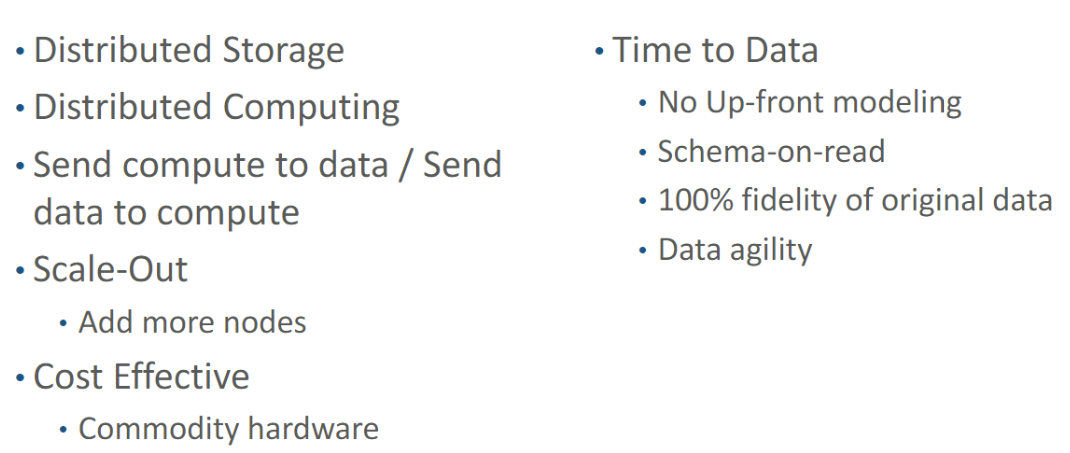 • Distributed Storage
• Distributed Computing
• Send compute to data / Send
data to compute
• Scale-Out
• Add more nodes
• Cost Effective
• Commodity hardware
• Time to Data
• No Up-front modeling
• Schema-on-read
• 100% fidelity of original data
• Data agility